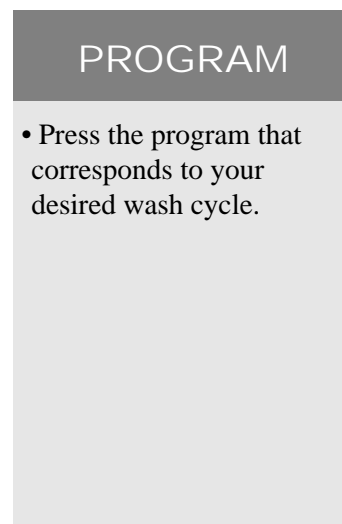 PROGRAM
• Press the program that
corresponds to your
desired wash cycle.